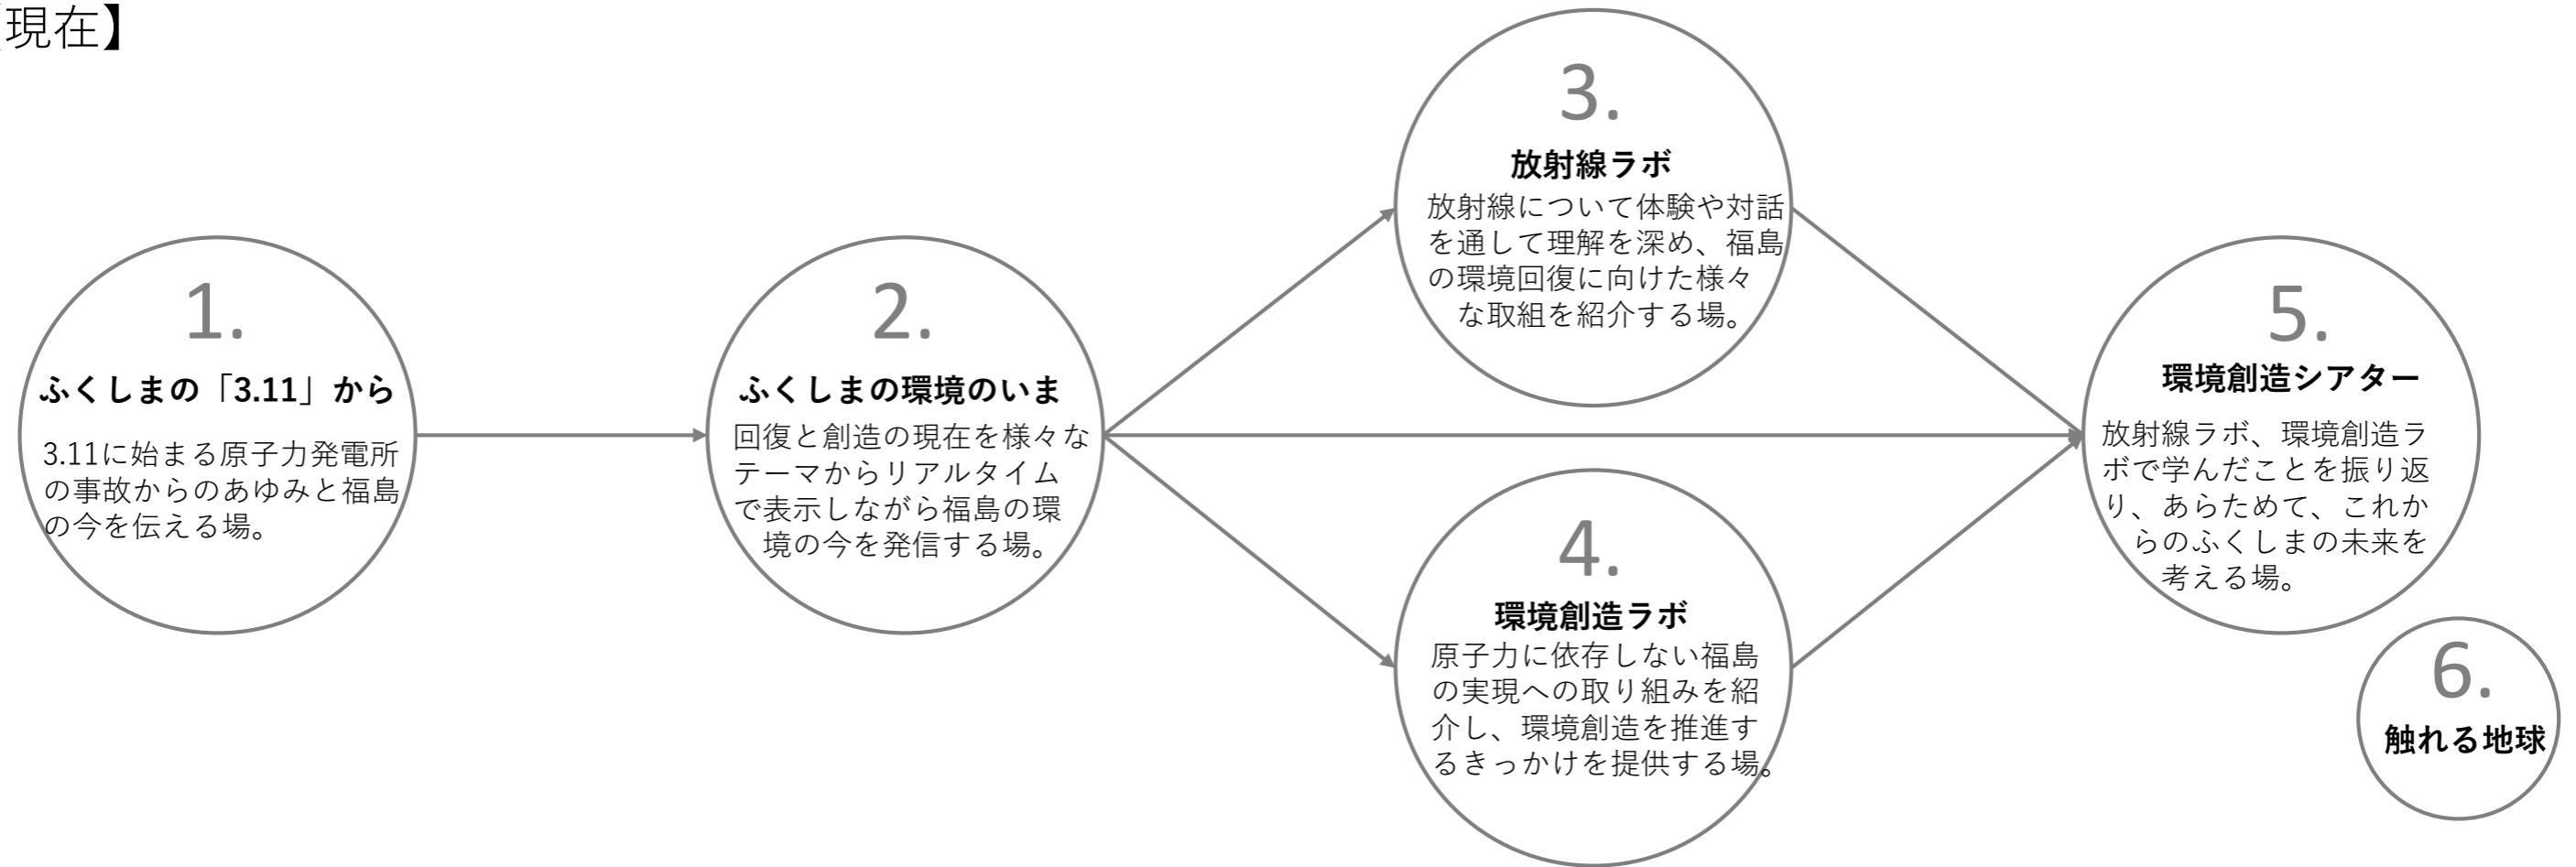 現在】
1.
ふくしまの「3.11」から
3.11に始まる原子力発電所
の事故からのあゆみと福島
の今を伝える場。
2.
ふくしまの環境のいま
回復と創造の現在を様々な
テーマからリアルタイム
で表示しながら福島の環
境の今を発信する場。
3.
放射線ラボ
放射線について体験や対話
を通して理解を深め、福島
の環境回復に向けた様々
な取組を紹介する場。
4.
環境創造ラボ
原子力に依存しない福島
の実現への取り組みを紹
介し、環境創造を推進す
るきっかけを提供する場。
5.
環境創造シアター
放射線ラボ、環境創造ラ
ボで学んだことを振り返
り、あらためて、これか
らのふくしまの未来を
考える場。
6.
触れる地球